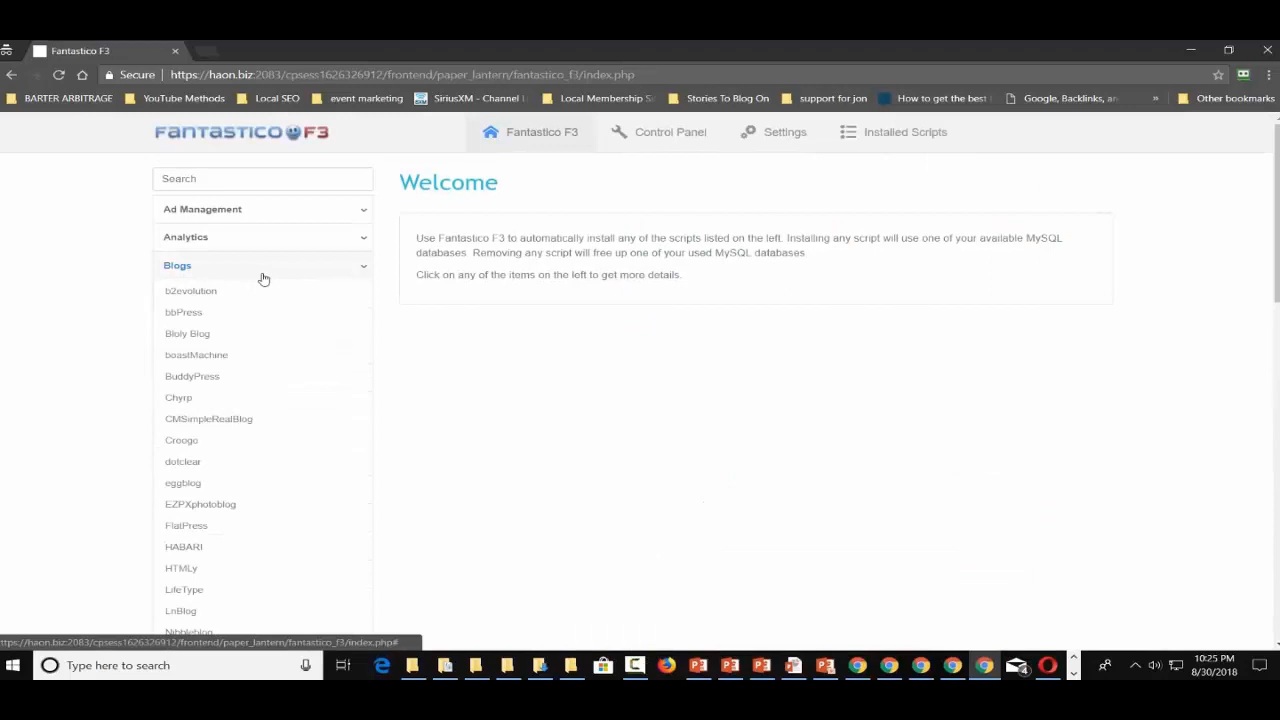 Fantastico F3
Secure
https://haon.biz:2083/cpsess1626326912/frontend/paper_lantern/fantastico_f3/index.php
BARTER ARBITRAGE
YouTube Methods
Local SEO
event marketing
SiriusXM - Channel
Local Membership
Stories To Blog On
support for jon
How to get the best
Google, Backlinks,
»
Other bookmarks
FANTASTICO F3
Fantastico F3
Control Panel
Settings
Installed Scripts
Search
Ad Management
Analytics
Blogs
b2evolution
bbPress
Bloly Blog
boastMachine
BuddyPress
Chyrp
CMSimpleRealBlog
Croogo
dotclear
eggblog
EZPXphotoblog
FlatPress
HABARI
HTMLy
LifeType
LnBlog
Nibbleblog
Welcome
Use Fantastico F3 to automatically install any of the scripts listed on the left. Installing any script will use one of your available MySQL
databases. Removing any script will free up one of your used MySQL databases
Click on any of the items on the left to get more details.
https://haon.biz:2083/cpsess1626326912/frontend/paper_lantern/fantastico_f3/index.php#
Type here to search
4
10:25 PM
8/30/2018